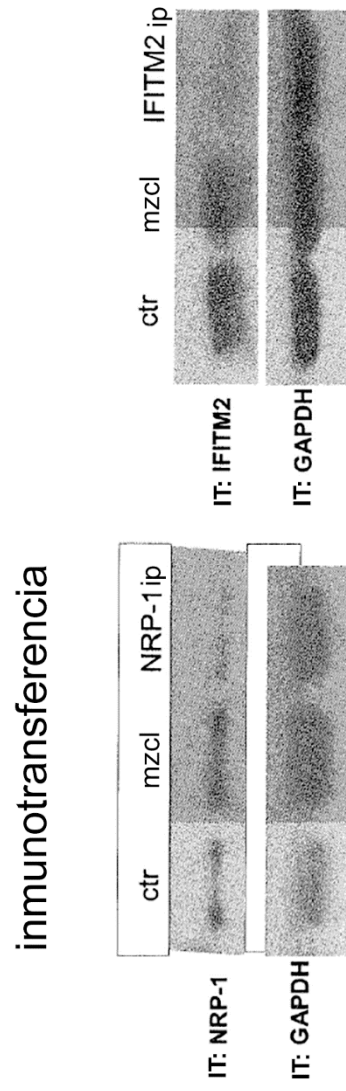 inmunotransferencia
ctr mzcl NRP-1 ip
IT: NRP-1
IT: GAPDH
ctr mzcl IFITM2 ip
IT: IFITM2
IT: GAPDH